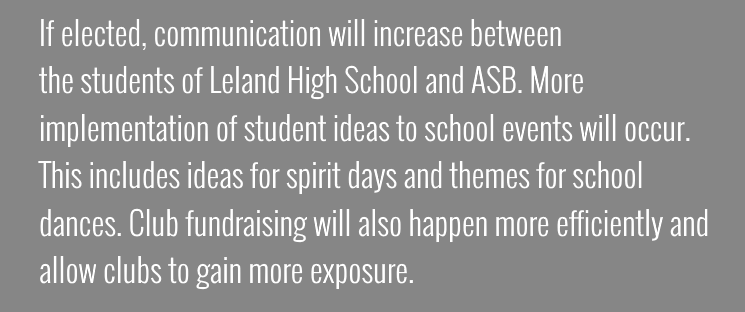 If elected, communication will increase between
the students of Leland High School and ASB. More
implementation of student ideas to school events will occur.
This includes ideas for spirit days and themes for school
dances. Club fundraising will also happen more efficiently and
allow clubs to gain more exposure.